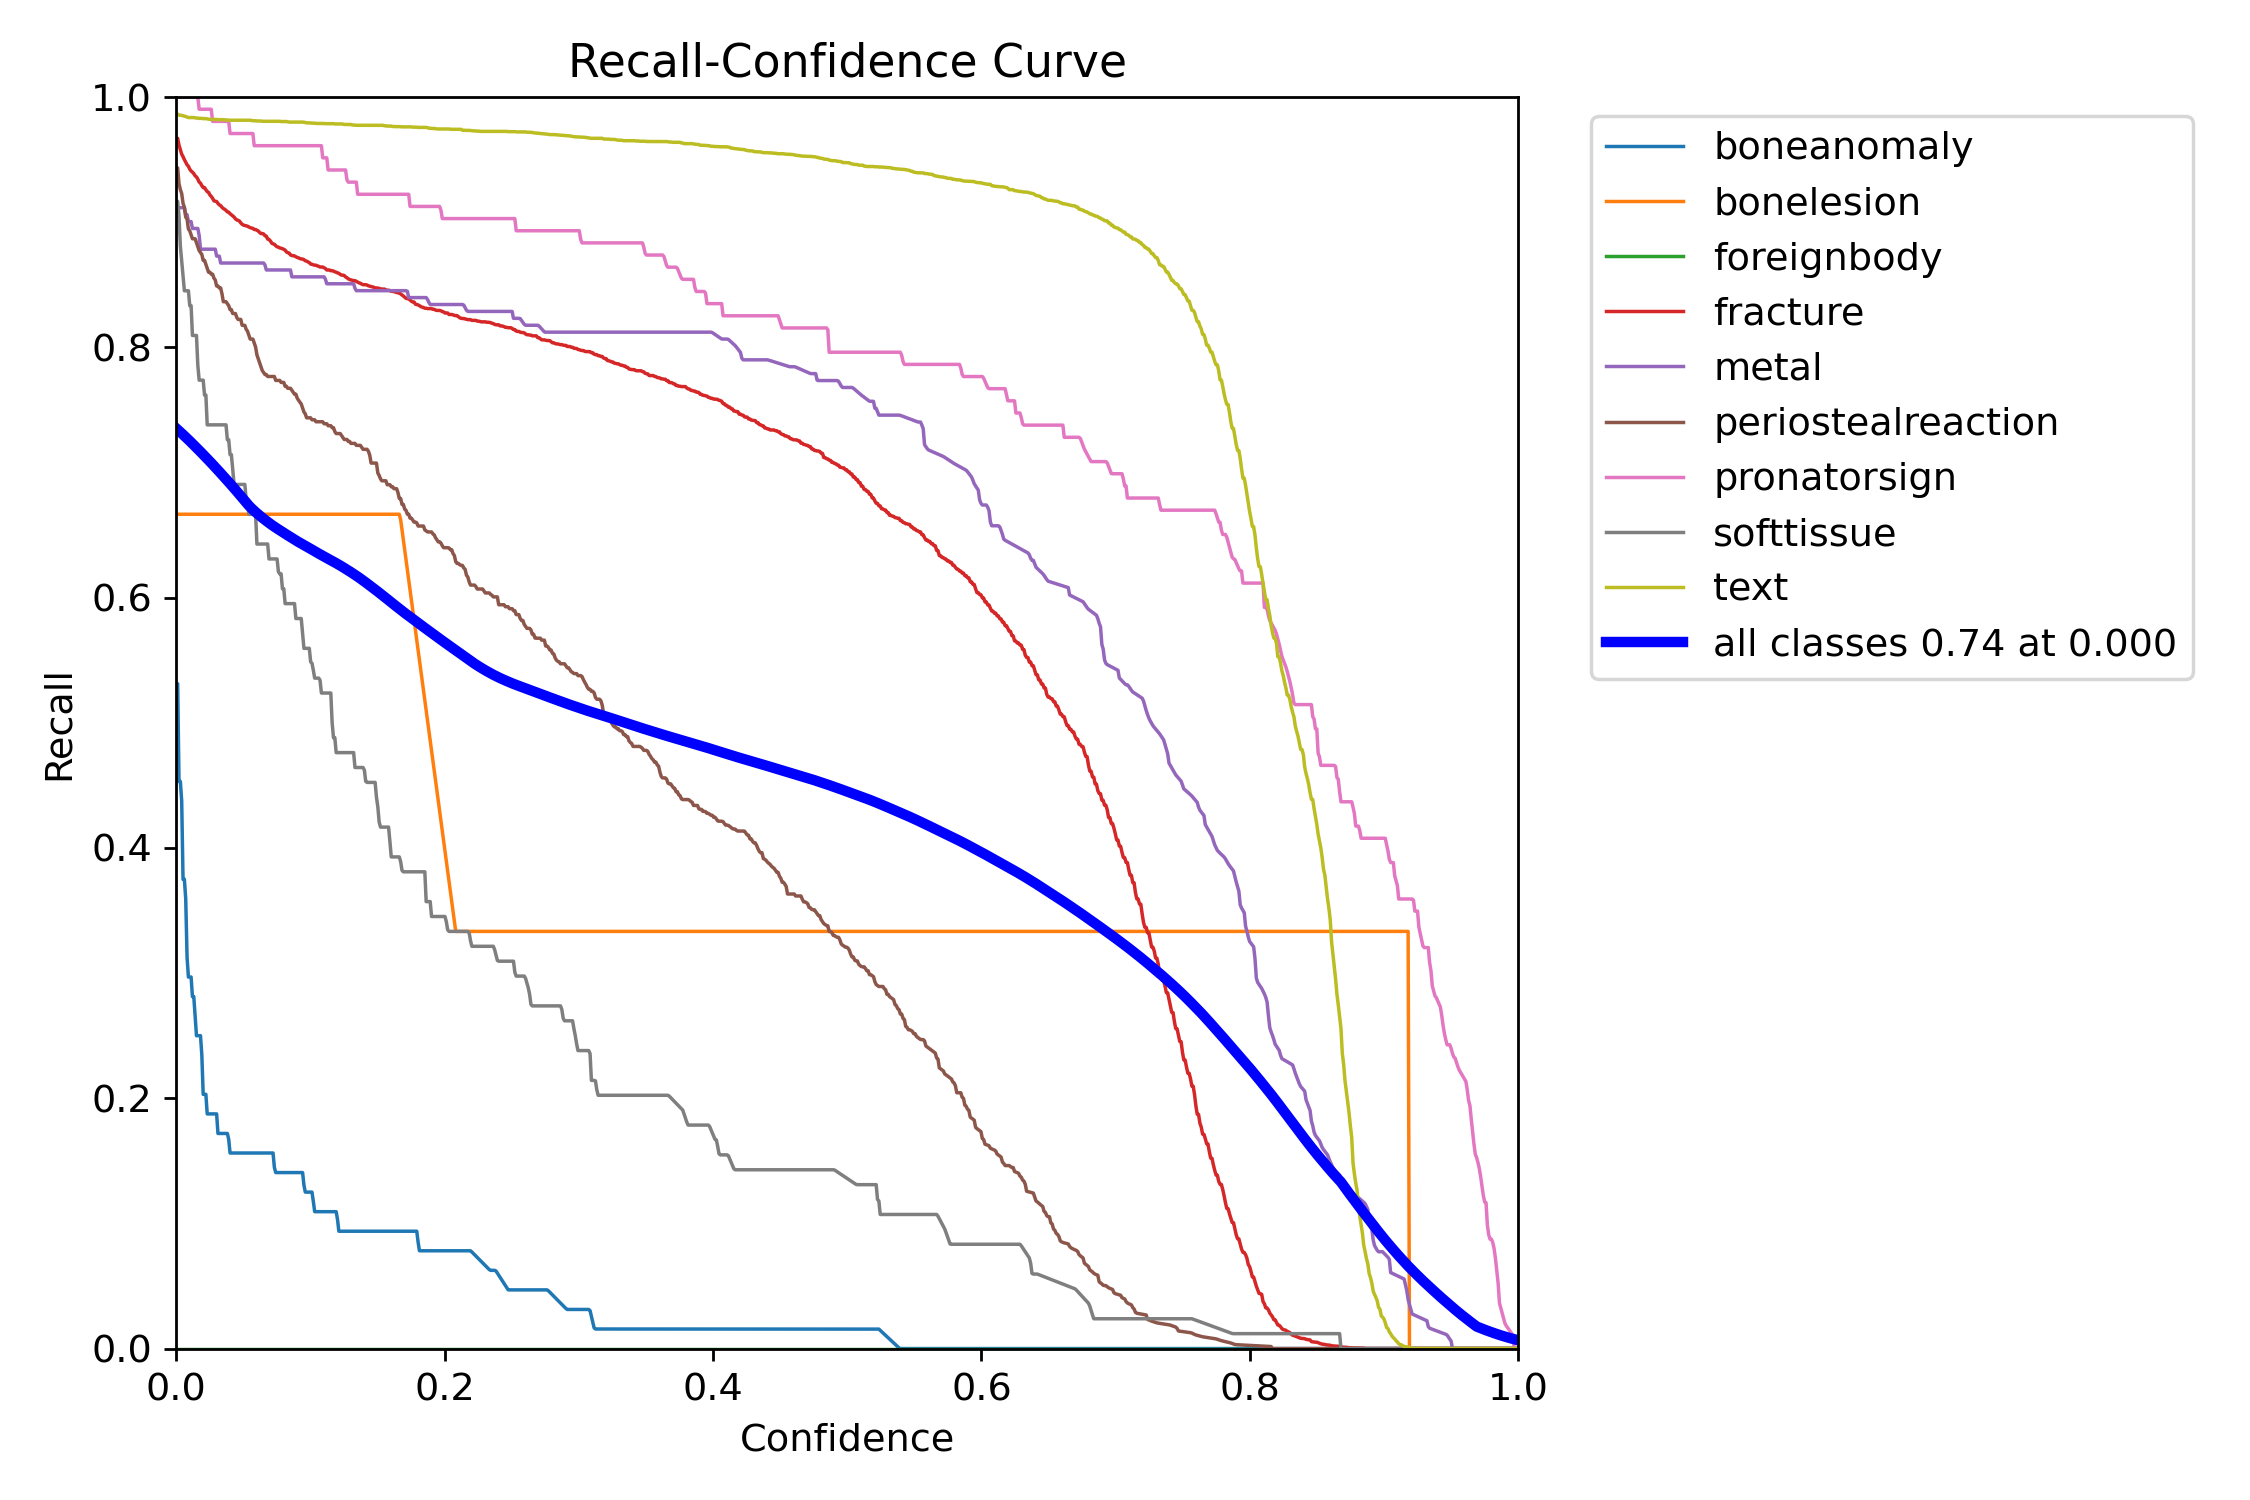 Recall-Confidence Curve
1.0
0.8
0.6
0.4
0.2
0.0
Recall
0.0 0.2 0.4 0.6 0.8 1.0
Confidence
boneanomaly
bonelesion
foreignbody
fracture
metal
periostealreaction
pronatorsign
softtissue
text
all classes 0.74 at 0.000